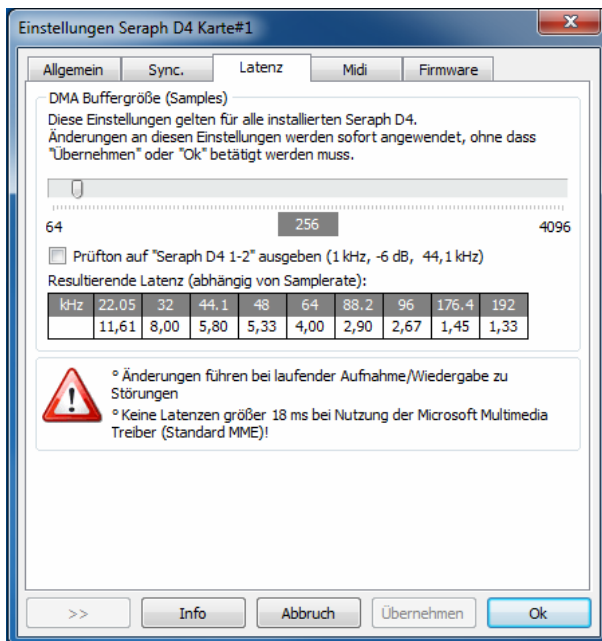 Einstellungen Seraph D4 Karte#1
Allgemein Sync. Latenz Midi Firmware
DMA Buffergröße (Samples)
Diese Einstellungen gelten für alle installierten Seraph D4.
Änderungen an diesen Einstellungen werden sofort angewendet, ohne dass
"Übernehmen" oder "Ok" betätigt werden muss.
64 256 4096
Prüfton auf "Seraph D4 1-2" ausgeben (1 kHz, -6 dB, 44,1 kHz)
Resultierende Latenz (abhängig von Samplerate):
kHz 22.05 32 44.1 48 64 88.2 96 176.4 192
11,61 8,00 5,80 5,33 4,00 2,90 2,67 1,45 1,33
° Änderungen führen bei laufender Aufnahme/Wiedergabe zu
Störungen
° Keine Latenzen größer 18 ms bei Nutzung der Microsoft Multimedia
Treiber (Standard MME)!
>> Info Abbruch Übernehmen Ok